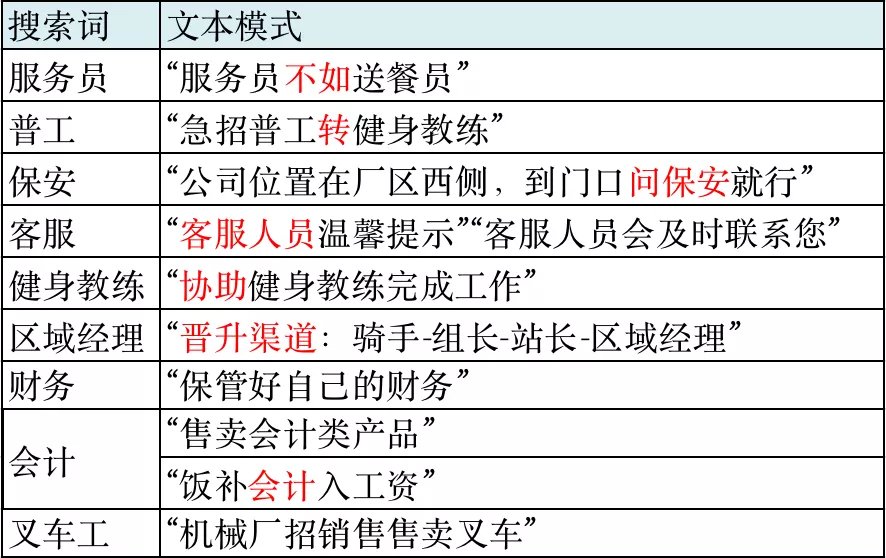 搜索词 文本模式
服务员 “服务员不如送餐员”
普工 “急招普工转健身教练”
保安 “公司位置在厂区西侧，到门口问保安就行”
客服 “客服人员温馨提示”“客服人员会及时联系您”
健身教练 “协助健身教练完成工作”
区域经理 “晋升渠道：骑手-组长-站长-区域经理”
财务 “保管好自己的财务”
会计 “售卖会计类产品”
“饭补会计入工资”
叉车工 “机械厂招销售售卖叉车”